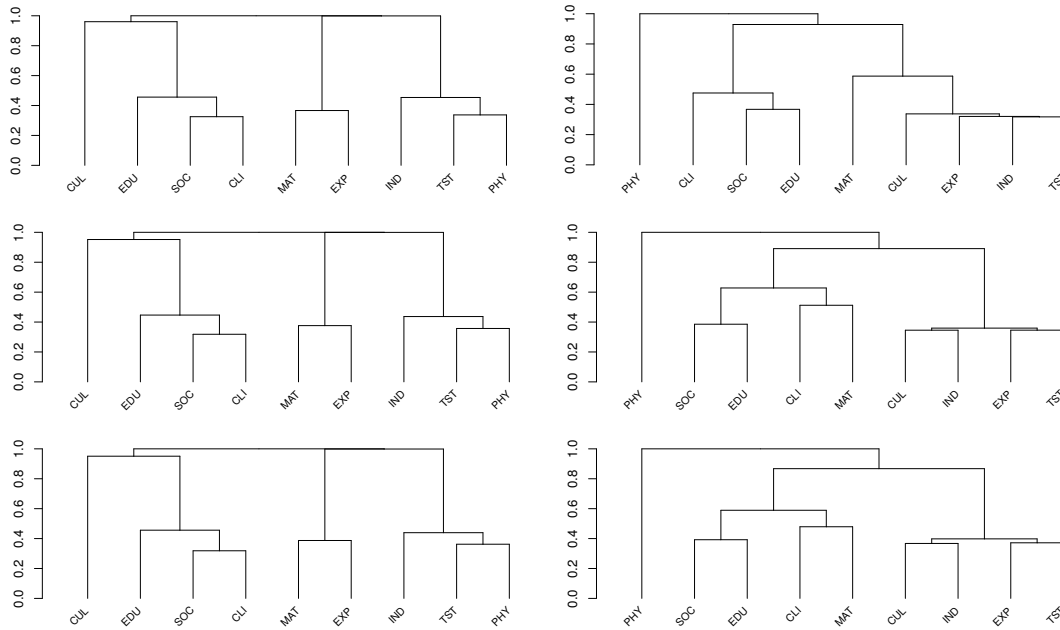 0.0 0.2 0.4 0.6 0.8 1.0
CUL EDU SOC CLI MAT EXP IND TST PHY
0.0 0.2 0.4 0.6 0.8 1.0
PHY CLI SOC EDU MAT CUL EXP IND TST
0.0 0.2 0.4 0.6 0.8 1.0
CUL EDU SOC CLI MAT EXP IND TST PHY
0.0 0.2 0.4 0.6 0.8 1.0
PHY SOC EDU CLI MAT CUL IND EXP TST
0.0 0.2 0.4 0.6 0.8 1.0
CUL EDU SOC CLI MAT EXP IND TST PHY
0.0 0.2 0.4 0.6 0.8 1.0
PHY SOC EDU CLI MAT CUL IND EXP TST